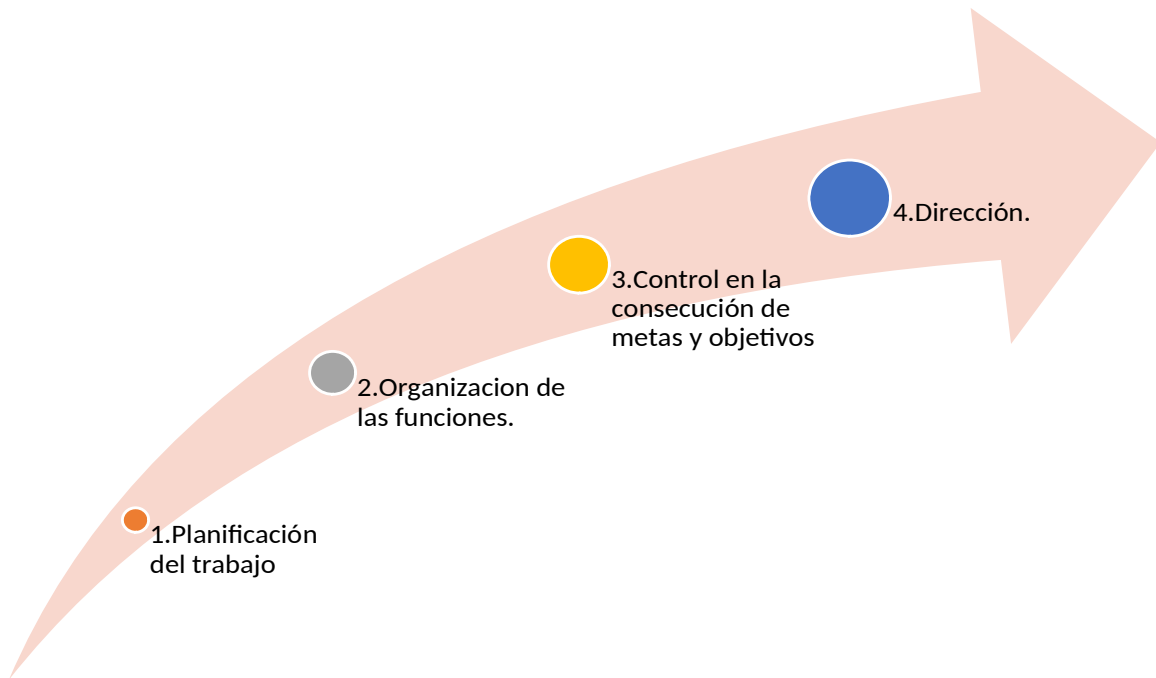 1.Planificación
del trabajo
2.Organizacion de
las funciones.
3.Control en la
consecución de
metas y objetivos
4.Dirección.